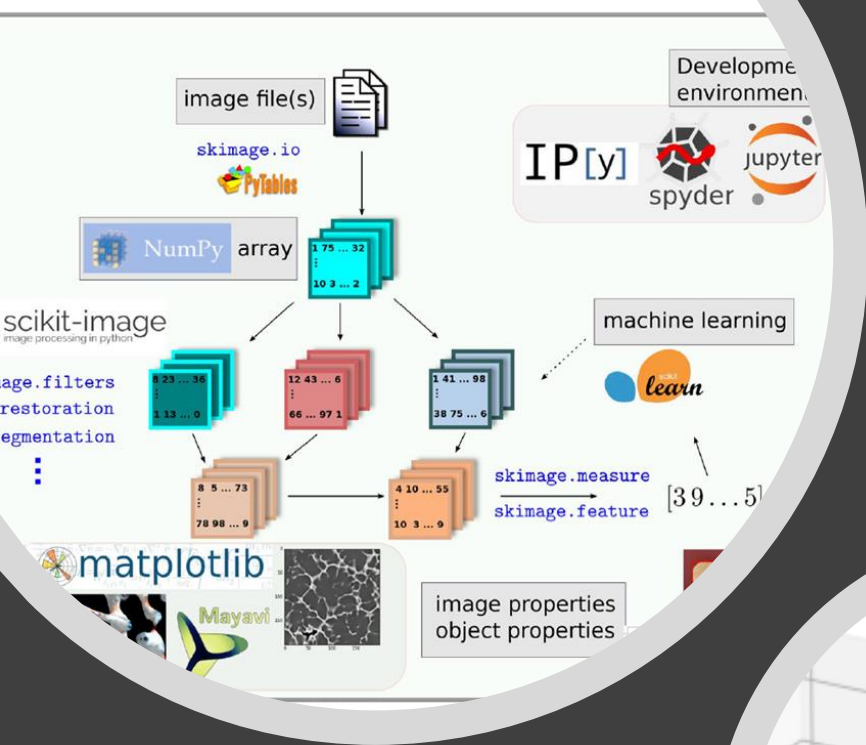 image file(s)
Developme
environmen
skimage.io
PyTables
IP[y]
spyder
jupyter
NumPy array
1 75 ... 32
⋮
10 3 ... 2
scikit-image
image processing in python
machine learning
scikit
learn
age.filters
restoration
egmentation
⋮
8 23 ... 36
⋮
1 13 ... 0
12 43 ... 6
⋮
66 ... 97 1
1 41 ... 98
⋮
38 75 ... 6
8 5 ... 73
⋮
78 98 ... 9
4 10 ... 55
⋮
10 3 ... 9
skimage.measure
skimage.feature
[3 9 ... 5]
matplotlib
Mayavi
image properties
object properties